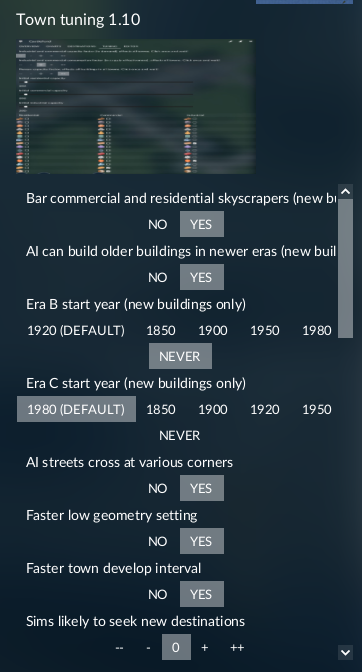 Town tuning 1.10
Bar commercial and residential skyscrapers (new bu
NO YES
AI can build older buildings in newer eras (new buil
NO YES
Era B start year (new buildings only)
1920 (DEFAULT) 1850 1900 1950 1980
NEVER
Era C start year (new buildings only)
1980 (DEFAULT) 1850 1900 1920 1950
NEVER
AI streets cross at various corners
NO YES
Faster low geometry setting
NO YES
Faster town develop interval
NO YES
Sims likely to seek new destinations
-- - 0 + ++